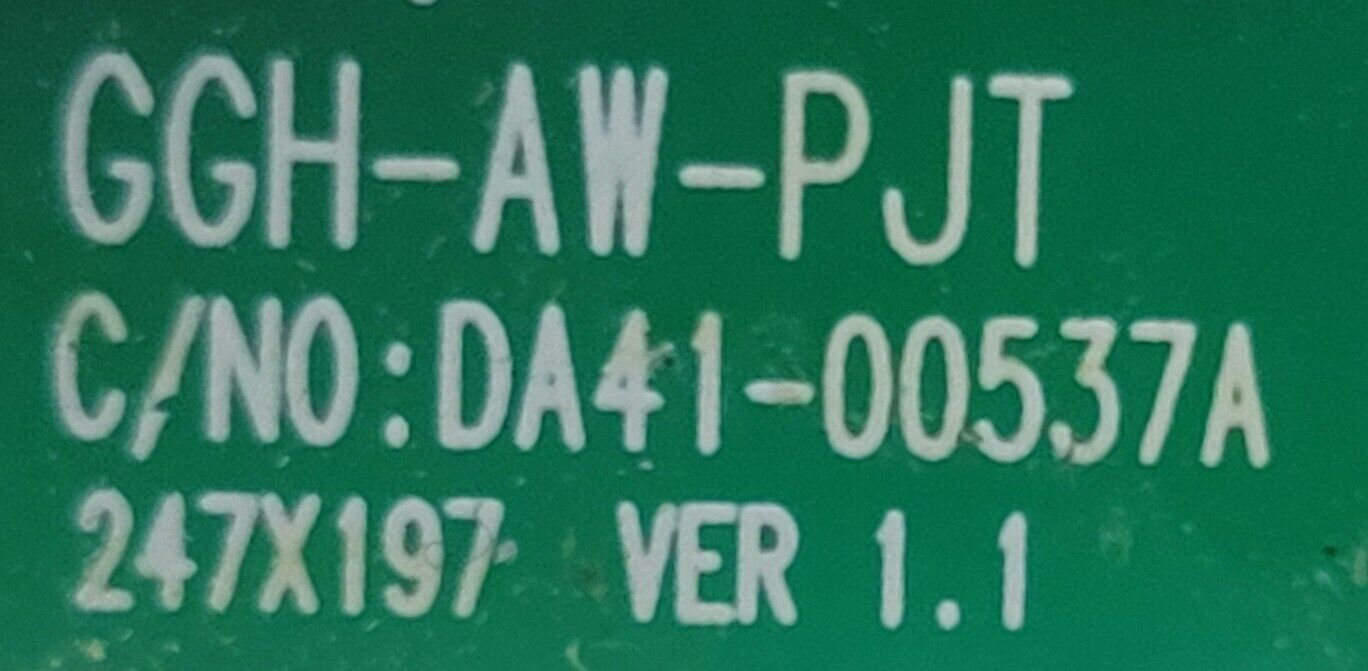 GGH-AW-PJT
C/NO:DA41-00537A
247X197 VER 1.1